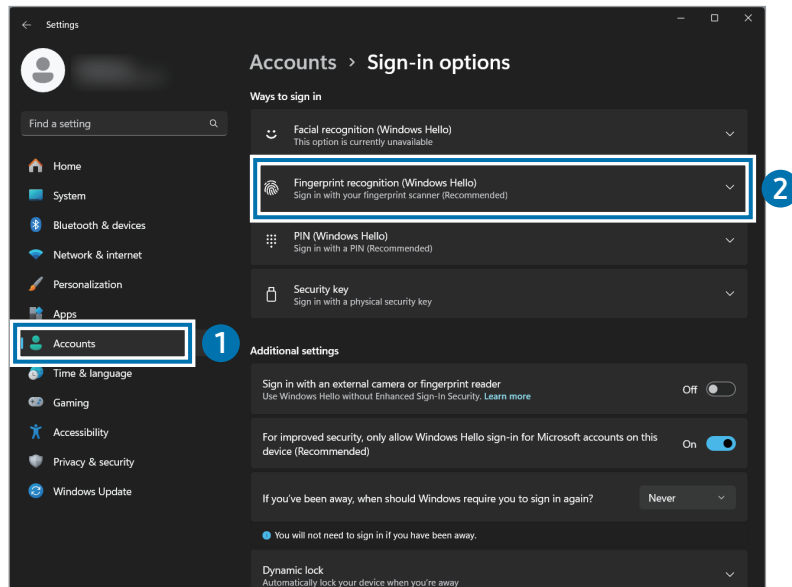 Settings
Accounts > Sign-in options
Ways to sign in
Find a setting
Facial recognition (Windows Hello)
This option is currently unavailable
Home
Fingerprint recognition (Windows Hello)
Sign in with your fingerprint scanner (Recommended)
2
System
Bluetooth & devices
PIN (Windows Hello)
Sign in with a PIN (Recommended)
Network & internet
Personalization
Security key
Sign in with a physical security key
Apps
Accounts
1
Additional settings
Time & language
Sign in with an external camera or fingerprint reader
Use Windows Hello without Enhanced Sign-In Security. Learn more
Off
Gaming
Accessibility
For improved security, only allow Windows Hello sign-in for Microsoft accounts on this
device (Recommended)
On
Privacy & security
Windows Update
If you've been away, when should Windows require you to sign in again?
Never
You will not need to sign in if you have been away.
Dynamic lock
Automatically lock your device when you're away